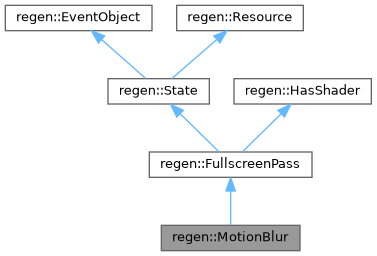 regen::EventObject
regen::Resource
regen::State
regen::HasShader
regen::FullscreenPass
regen::MotionBlur